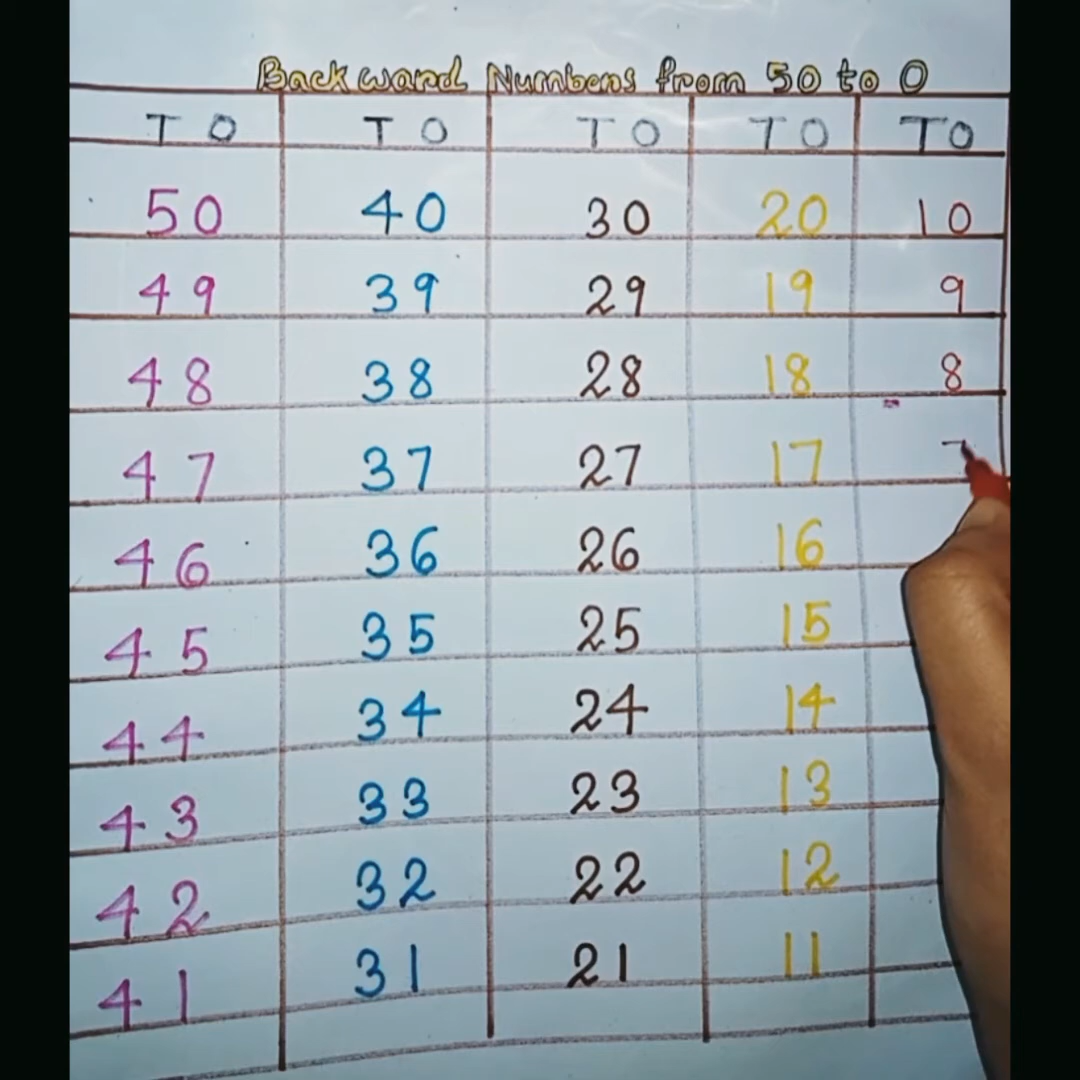 Backward Numbers from 50 to 0
T O T O T O T O T O
50 40 30 20 10
49 39 29 19 9
48 38 28 18 8
47 37 27 17 7
46 36 26 16
45 35 25 15
44 34 24 14
43 33 23 13
42 32 22 12
41 31 21 11